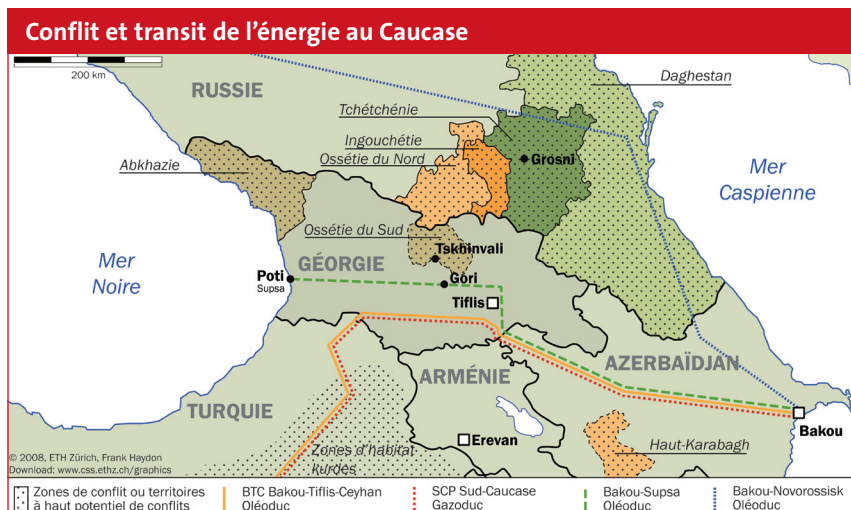 Conflit et transit de l'énergie au Caucase
200 km
RUSSIE
Daghestan
Tchétchénie
Ingouchétie
Ossétie du Nord
Abkhazie
Grosni
Mer
Caspienne
Ossétie du Sud
Tskhinvali
Mer
Noire
GÉORGIE
Poti
Supsa
Gori
Tiflis
AZERBAÏDJAN
ARMÉNIE
TURQUIE
Bakou
Erevan
Haut-Karabagh
Zones d'habitat
kurdes
© 2008, ETH Zürich, Frank Haydon
Download: www.css.ethz.ch/graphics
Zones de conflit ou territoires
à haut potentiel de conflits
BTC Bakou-Tiflis-Ceyhan
Oléoduc
SCP Sud-Caucase
Gazoduc
Bakou-Supsa
Oléoduc
Bakou-Novorossisk
Oléoduc